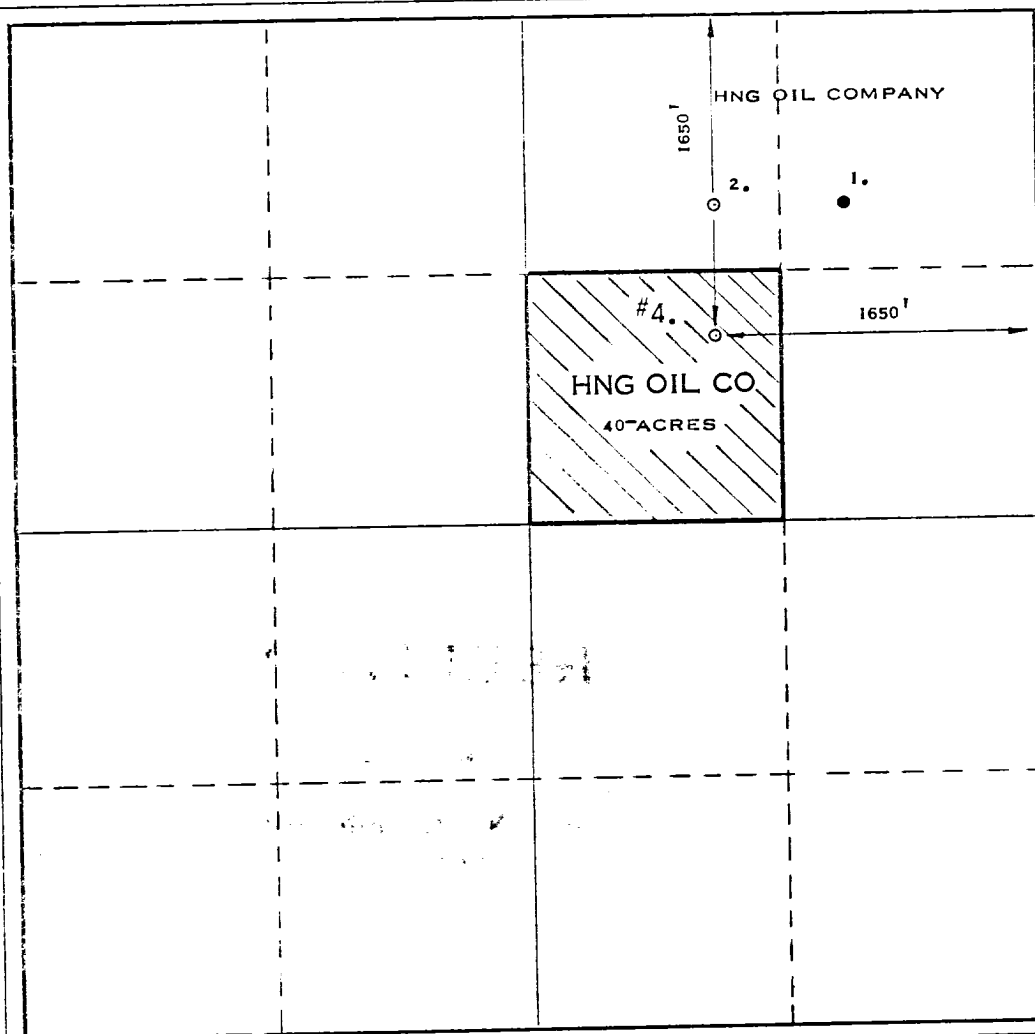 HNG OIL COMPANY
1650'
2.
1.
#4.
1650'
HNG OIL CO
40-ACRES